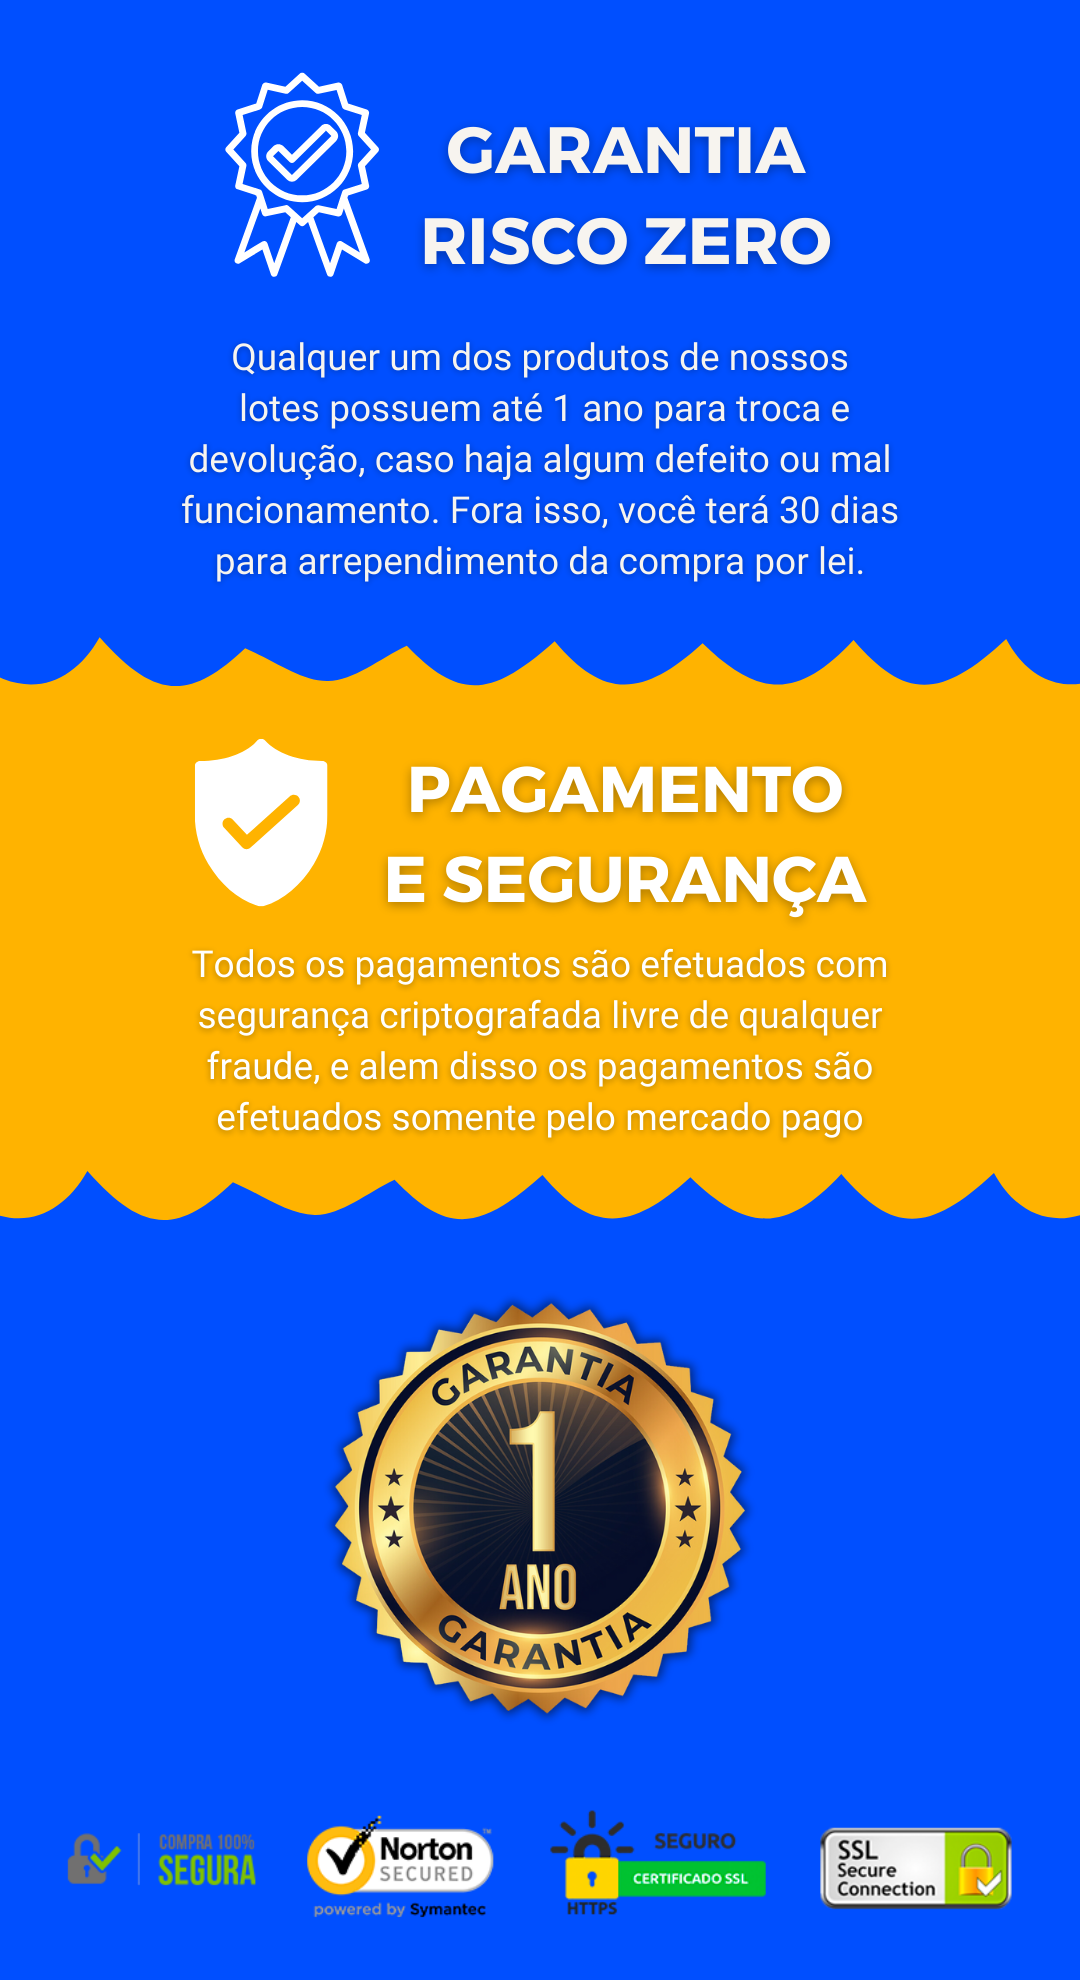 GARANTIA
RISCO ZERO
Qualquer um dos produtos de nossos
lotes possuem até 1 ano para troca e
devolução, caso haja algum defeito ou mal
funcionamento. Fora isso, você terá 30 dias
para arrependimento da compra por lei.
PAGAMENTO
E SEGURANÇA
Todos os pagamentos são efetuados com
segurança criptografada livre de qualquer
fraude, e alem disso os pagamentos são
efetuados somente pelo mercado pago
GARANTIA
1
ANO
GARANTIA
COMPRA 100%
SEGURA
Norton
SECURED
TM
powered by Symantec
SEGURO
CERTIFICADO SSL
HTTPS
SSL
Secure
Connection